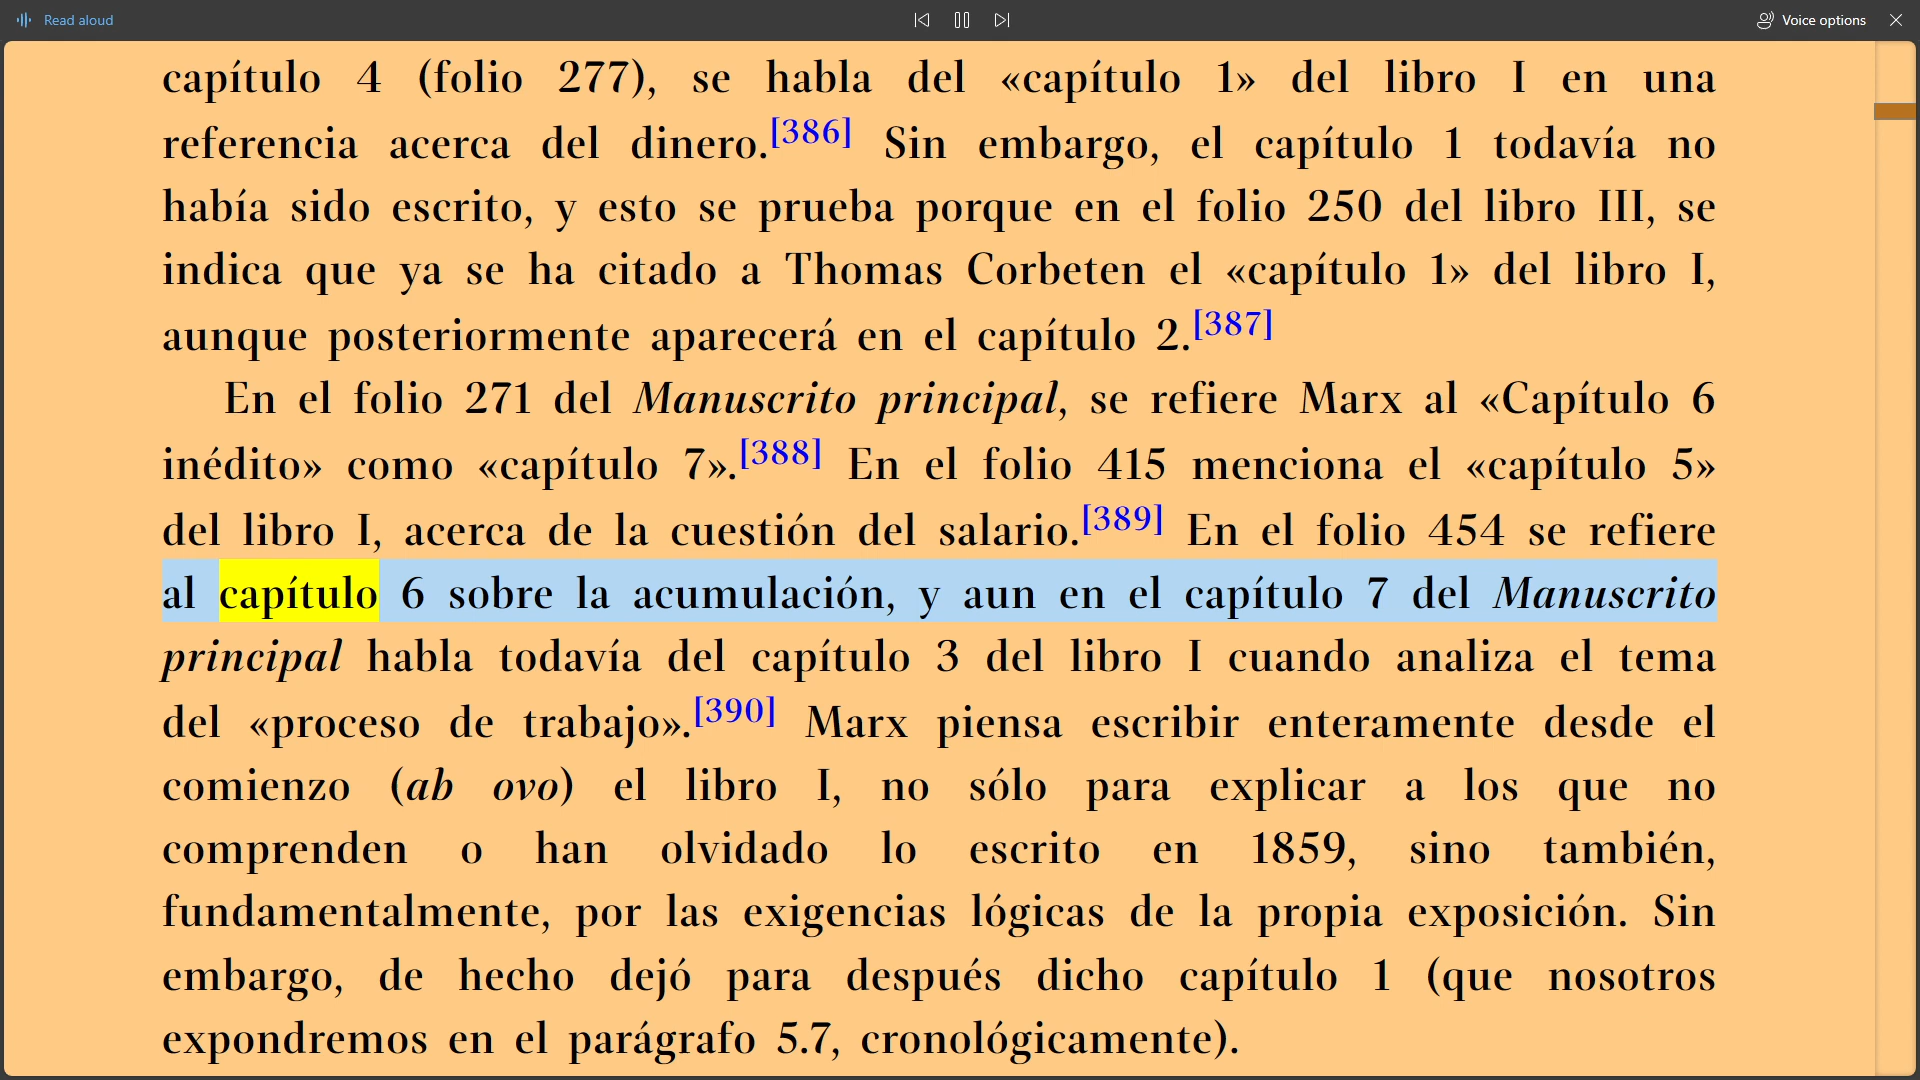 Read aloud
Voice options
capítulo 4 (folio 277), se habla del «capítulo 1» del libro I en una
referencia acerca del dinero.[386] Sin embargo, el capítulo 1 todavía no
había sido escrito, y esto se prueba porque en el folio 250 del libro III, se
indica que ya se ha citado a Thomas Corbeten el «capítulo 1» del libro I,
aunque posteriormente aparecerá en el capítulo 2.[387]
En el folio 271 del Manuscrito principal, se refiere Marx al «Capítulo 6
inédito» como «capítulo 7».[388] En el folio 415 menciona el «capítulo 5»
del libro I, acerca de la cuestión del salario.[389] En el folio 454 se refiere
al capítulo 6 sobre la acumulación, y aun en el capítulo 7 del Manuscrito
principal habla todavía del capítulo 3 del libro I cuando analiza el tema
del «proceso de trabajo».[390] Marx piensa escribir enteramente desde el
comienzo (ab ovo) el libro I, no sólo para explicar a los que no
comprenden o han olvidado lo escrito en 1859, sino también,
fundamentalmente, por las exigencias lógicas de la propia exposición. Sin
embargo, de hecho dejó para después dicho capítulo 1 (que nosotros
expondremos en el parágrafo 5.7, cronológicamente).